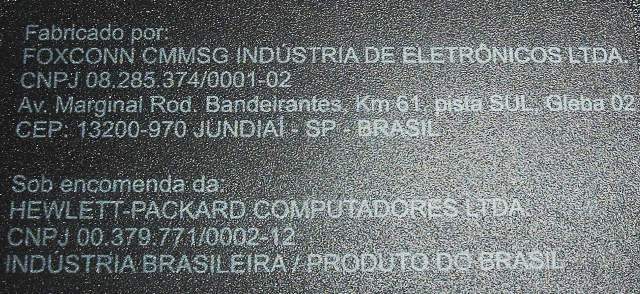 Fabricado por:
FOXCONN CMMSG INDÚSTRIA DE ELETRÔNICOS LTDA.
CNPJ 08.285.374/0001-02
Av. Marginal Rod. Bandeirantes, Km 61, pista SUL, Gleba 02
CEP: 13200-970 JUNDIAÍ - SP - BRASIL
Sob encomenda da:
HEWLETT-PACKARD COMPUTADORES LTDA.
CNPJ 00.379.771/0002-12
INDÚSTRIA BRASILEIRA / PRODUTO DO BRASIL